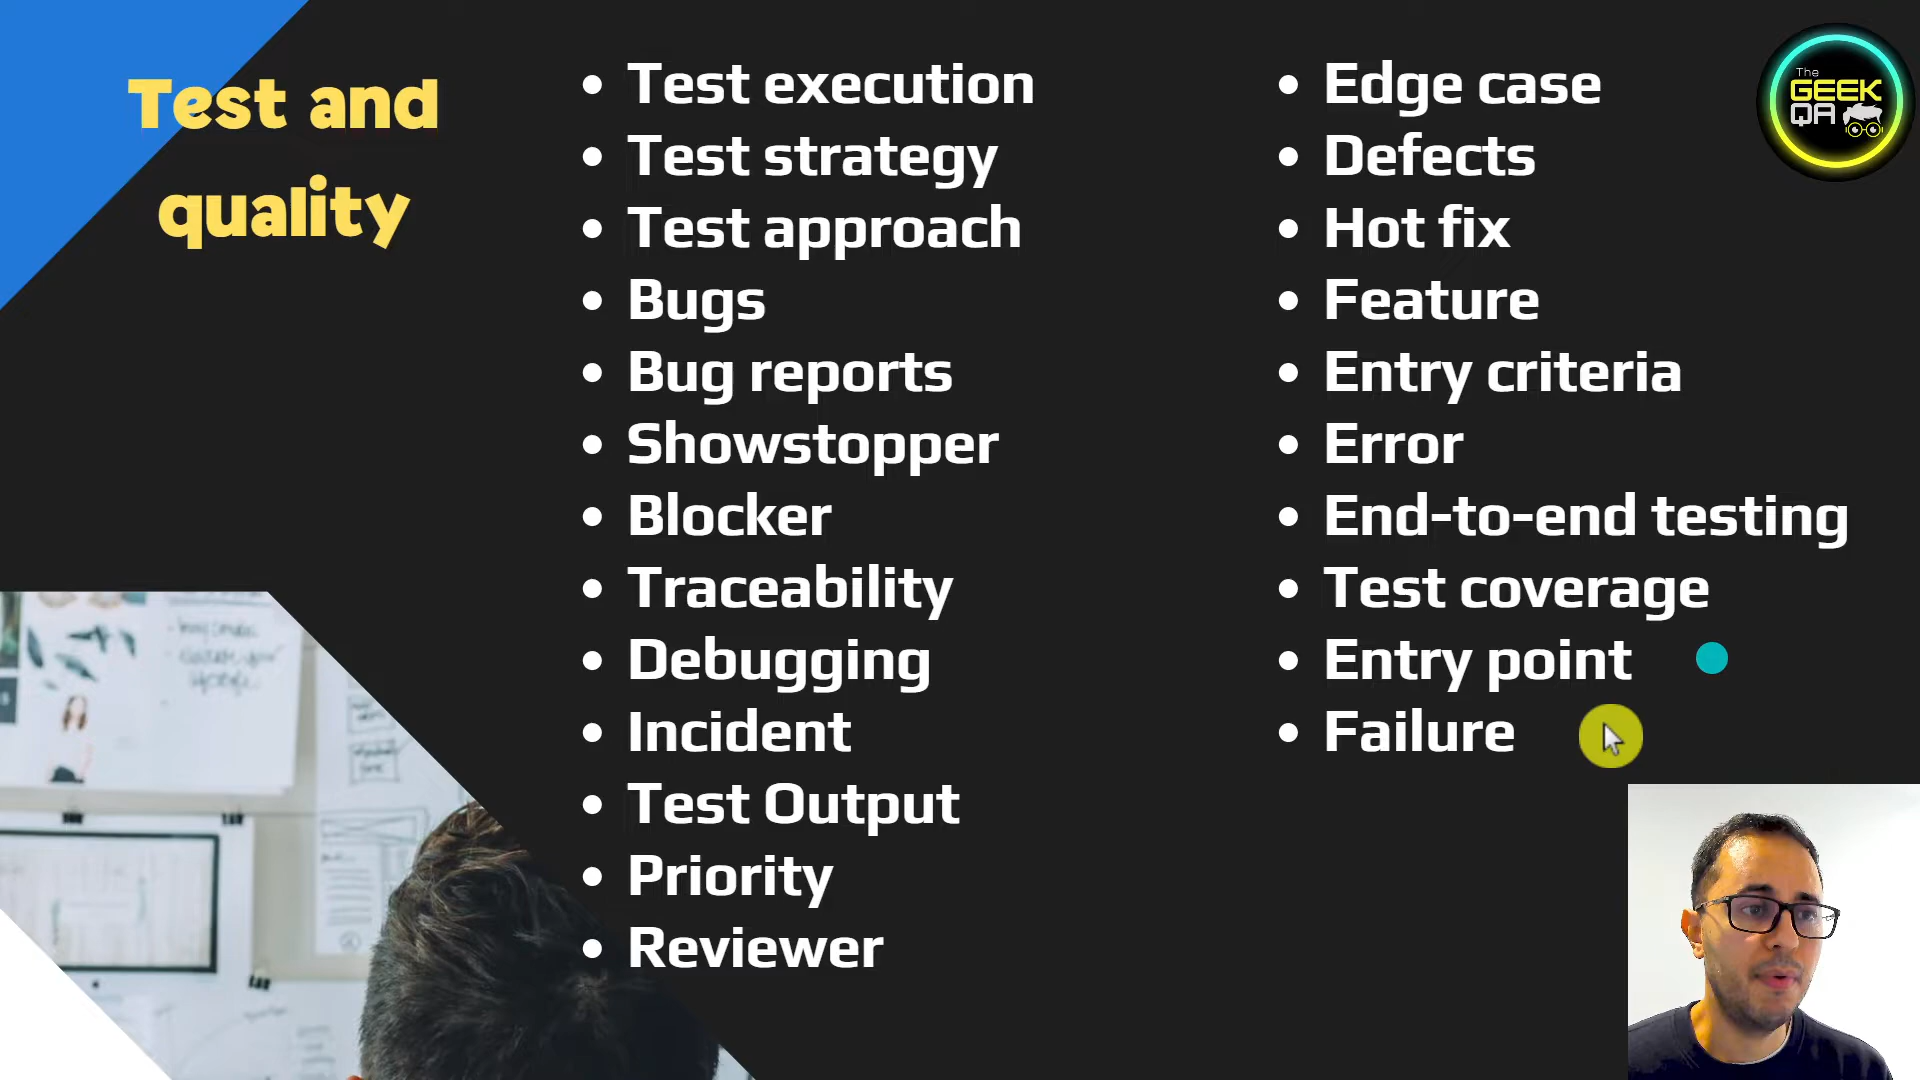 Test and
quality
Test execution
Test strategy
Test approach
Bugs
Bug reports
Showstopper
Blocker
Traceability
Debugging
Incident
Test Output
Priority
Reviewer
Edge case
Defects
Hot fix
Feature
Entry criteria
Error
End-to-end testing
Test coverage
Entry point
Failure
The
GEEK
QA